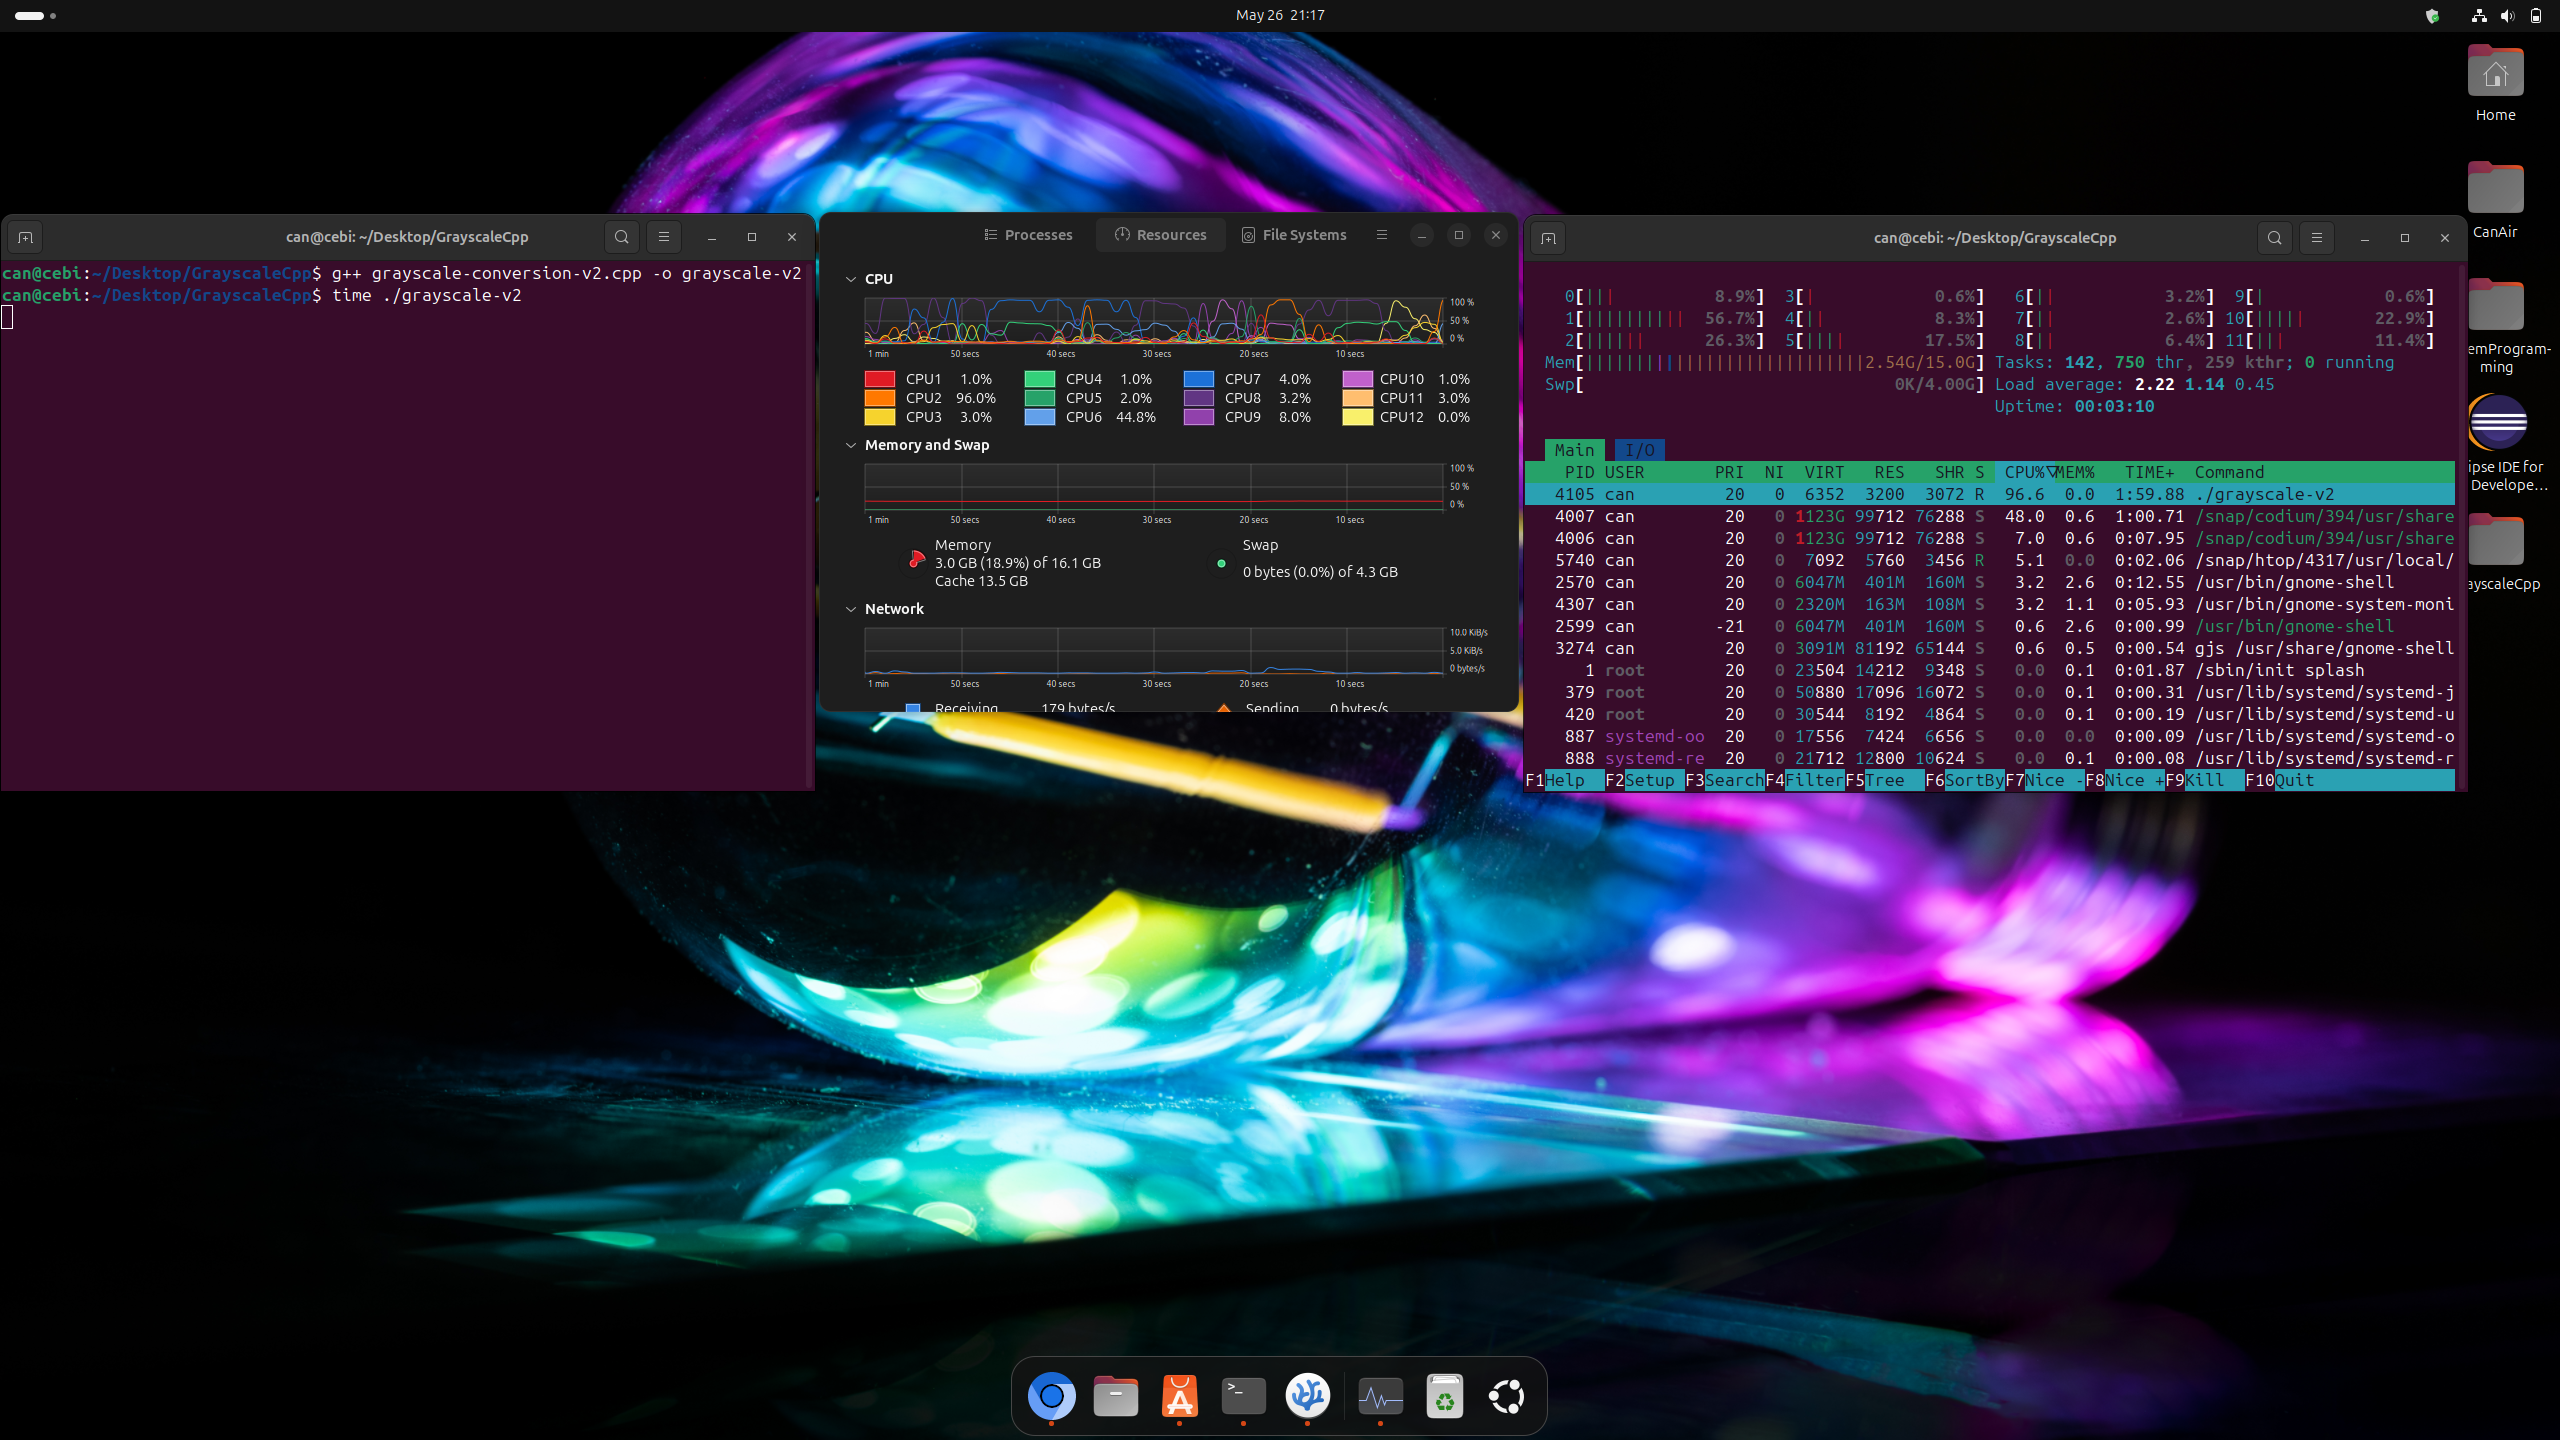 May 26 21:17
Home
CanAir
emProgram-
ming
ipse IDE for
Develope...
ayscaleCpp
can@cebi: ~/Desktop/GrayscaleCpp
can@cebi:~/Desktop/GrayscaleCpp$ g++ grayscale-conversion-v2.cpp -o grayscale-v2
can@cebi:~/Desktop/GrayscaleCpp$ time ./grayscale-v2
Processes Resources File Systems
CPU
100 %
50 %
0 %
1 min 50 secs 40 secs 30 secs 20 secs 10 secs
CPU1 1.0% CPU4 1.0% CPU7 4.0% CPU10 1.0%
CPU2 96.0% CPU5 2.0% CPU8 3.2% CPU11 3.0%
CPU3 3.0% CPU6 44.8% CPU9 8.0% CPU12 0.0%
Memory and Swap
100 %
50 %
0 %
1 min 50 secs 40 secs 30 secs 20 secs 10 secs
Memory Swap
3.0 GB (18.9%) of 16.1 GB 0 bytes (0.0%) of 4.3 GB
Cache 13.5 GB
Network
10.0 KiB/s
5.0 KiB/s
0 bytes/s
1 min 50 secs 40 secs 30 secs 20 secs 10 secs
Receiving 179 bytes/s Sending 0 bytes/s
can@cebi: ~/Desktop/GrayscaleCpp
0[||| 8.9%] 3[| 0.6%] 6[|| 3.2%] 9[| 0.6%]
1[|||||||||| 56.7%] 4[|| 8.3%] 7[|| 2.6%] 10[||||| 22.9%]
2[|||||| 26.3%] 5[|||| 17.5%] 8[|| 6.4%] 11[||| 11.4%]
Mem[||||||||||||||||||||||||||||2.54G/15.0G] Tasks: 142, 750 thr, 259 kthr; 0 running
Swp[ 0K/4.00G] Load average: 2.22 1.14 0.45
Uptime: 00:03:10
Main I/O
PID USER PRI NI VIRT RES SHR S CPU%▽MEM% TIME+ Command
4105 can 20 0 6352 3200 3072 R 96.6 0.0 1:59.88 ./grayscale-v2
4007 can 20 0 1123G 99712 76288 S 48.0 0.6 1:00.71 /snap/codium/394/usr/share
4006 can 20 0 1123G 99712 76288 S 7.0 0.6 0:07.95 /snap/codium/394/usr/share
5740 can 20 0 7092 5760 3456 R 5.1 0.0 0:02.06 /snap/htop/4317/usr/local/
2570 can 20 0 6047M 401M 160M S 3.2 2.6 0:12.55 /usr/bin/gnome-shell
4307 can 20 0 2320M 163M 108M S 3.2 1.1 0:05.93 /usr/bin/gnome-system-moni
2599 can -21 0 6047M 401M 160M S 0.6 2.6 0:00.99 /usr/bin/gnome-shell
3274 can 20 0 3091M 81192 65144 S 0.6 0.5 0:00.54 gjs /usr/share/gnome-shell
1 root 20 0 23504 14212 9348 S 0.0 0.1 0:01.87 /sbin/init splash
379 root 20 0 50880 17096 16072 S 0.0 0.1 0:00.31 /usr/lib/systemd/systemd-j
420 root 20 0 30544 8192 4864 S 0.0 0.1 0:00.19 /usr/lib/systemd/systemd-u
887 systemd-oo 20 0 17556 7424 6656 S 0.0 0.0 0:00.09 /usr/lib/systemd/systemd-o
888 systemd-re 20 0 21712 12800 10624 S 0.0 0.1 0:00.08 /usr/lib/systemd/systemd-r
F1Help F2Setup F3SearchF4FilterF5Tree F6SortByF7Nice -F8Nice +F9Kill F10Quit